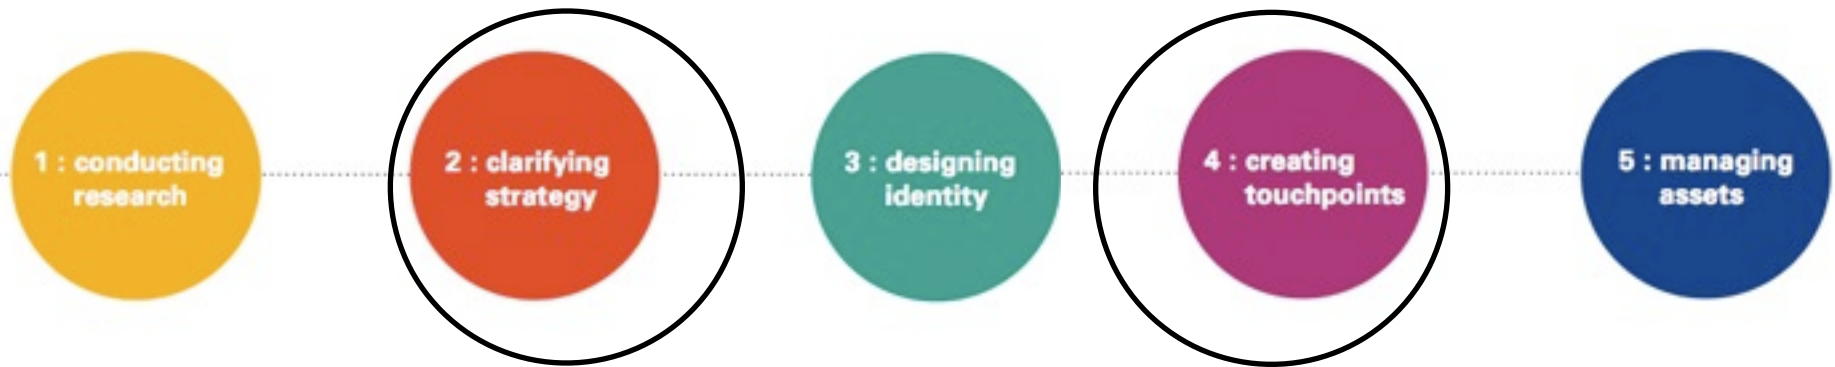 1 : conducting
research
2 : clarifying
strategy
3 : designing
identity
4 : creating
touchpoints
5 : managing
assets